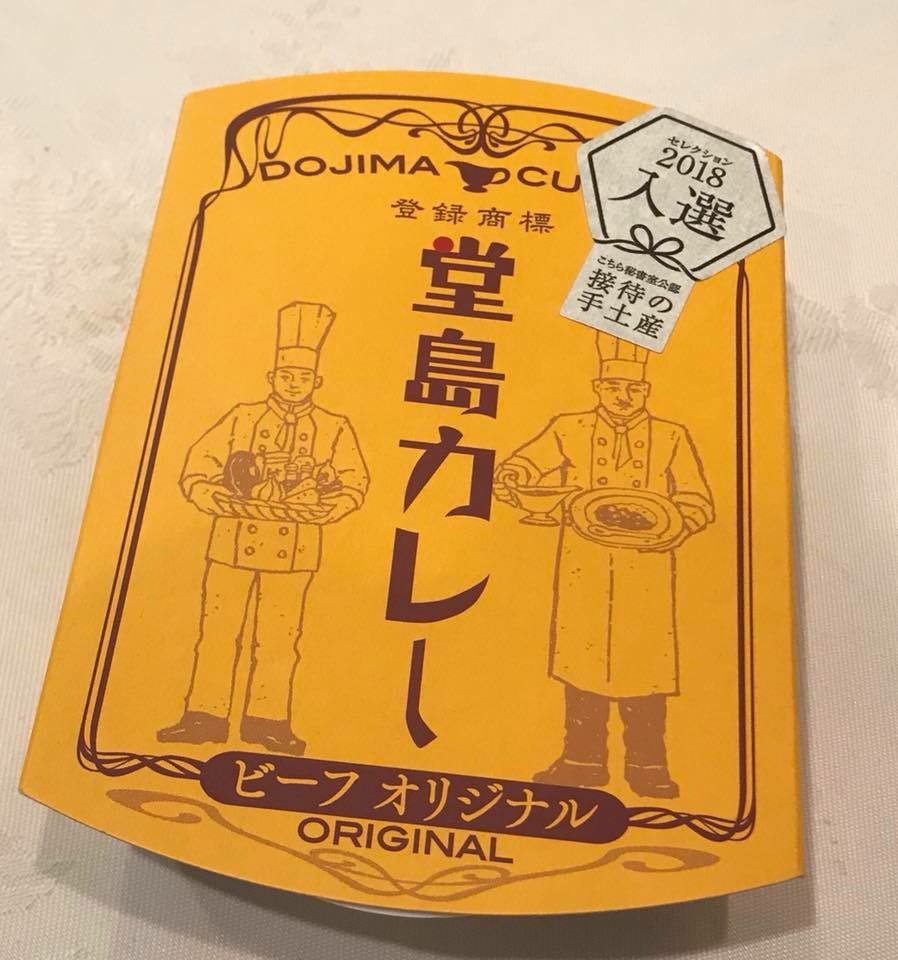 DOJIMA CU
登録商標
堂島カレー
ビーフ オリジナル
ORIGINAL
セレクション
2018
入選
こちら秘書室公認
接待の
手土産